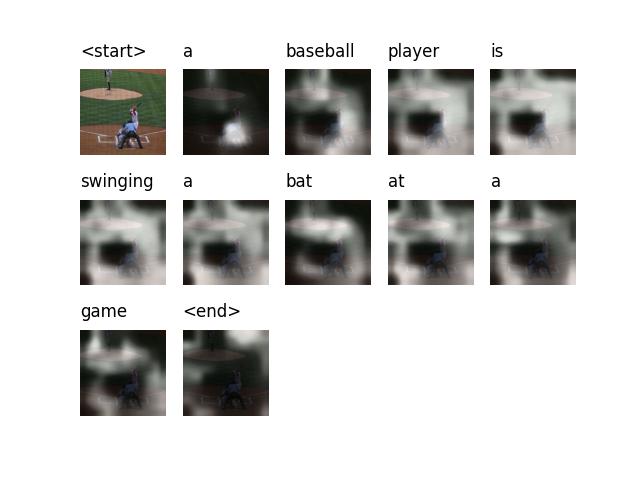 <start> a baseball player is
swinging a bat at a
game <end>